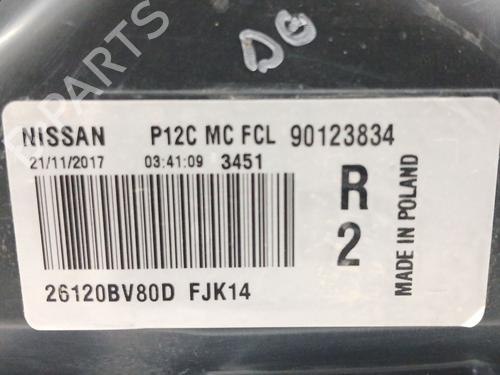 DG
NISSAN P12C MC FCL 90123834
21/11/2017 03:41:09 3451
R
2
MADE IN POLAND
26120BV80D FJK14
B-PARTS